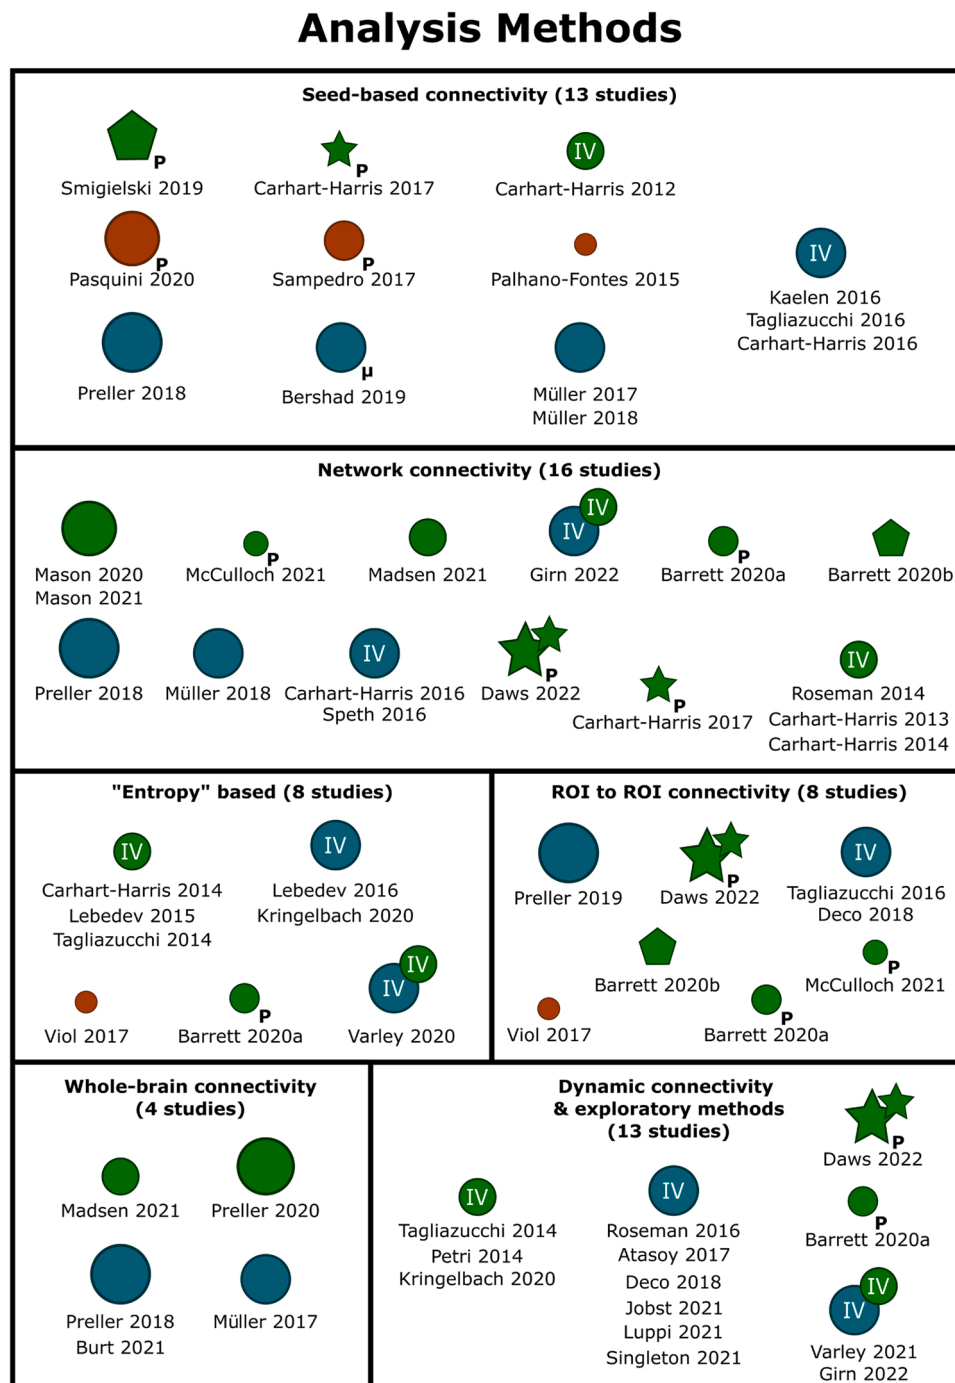 Analysis Methods
Seed-based connectivity (13 studies)
P
Smigielski 2019
P
Carhart-Harris 2017
IV
Carhart-Harris 2012
P
Pasquini 2020
P
Sampedro 2017
Palhano-Fontes 2015
IV
Kaelen 2016
Tagliazucchi 2016
Carhart-Harris 2016
Preller 2018
µ
Bershad 2019
Müller 2017
Müller 2018
Network connectivity (16 studies)
Mason 2020
Mason 2021
P
McCulloch 2021
Madsen 2021
IV
IV
Girn 2022
P
Barrett 2020a
Barrett 2020b
Preller 2018
Müller 2018
IV
Carhart-Harris 2016
Speth 2016
P
Daws 2022
P
Carhart-Harris 2017
IV
Roseman 2014
Carhart-Harris 2013
Carhart-Harris 2014
"Entropy" based (8 studies)
IV
Carhart-Harris 2014
Lebedev 2015
Tagliazucchi 2014
IV
Lebedev 2016
Kringelbach 2020
Viol 2017
P
Barrett 2020a
IV
IV
Varley 2020
ROI to ROI connectivity (8 studies)
Preller 2019
P
Daws 2022
IV
Tagliazucchi 2016
Deco 2018
Barrett 2020b
P
McCulloch 2021
Viol 2017
P
Barrett 2020a
Whole-brain connectivity
(4 studies)
Madsen 2021
Preller 2020
Preller 2018
Burt 2021
Müller 2017
Dynamic connectivity
& exploratory methods
(13 studies)
IV
Tagliazucchi 2014
Petri 2014
Kringelbach 2020
IV
Roseman 2016
Atasoy 2017
Deco 2018
Jobst 2021
Luppi 2021
Singleton 2021
P
Daws 2022
P
Barrett 2020a
IV
IV
Varley 2021
Girn 2022